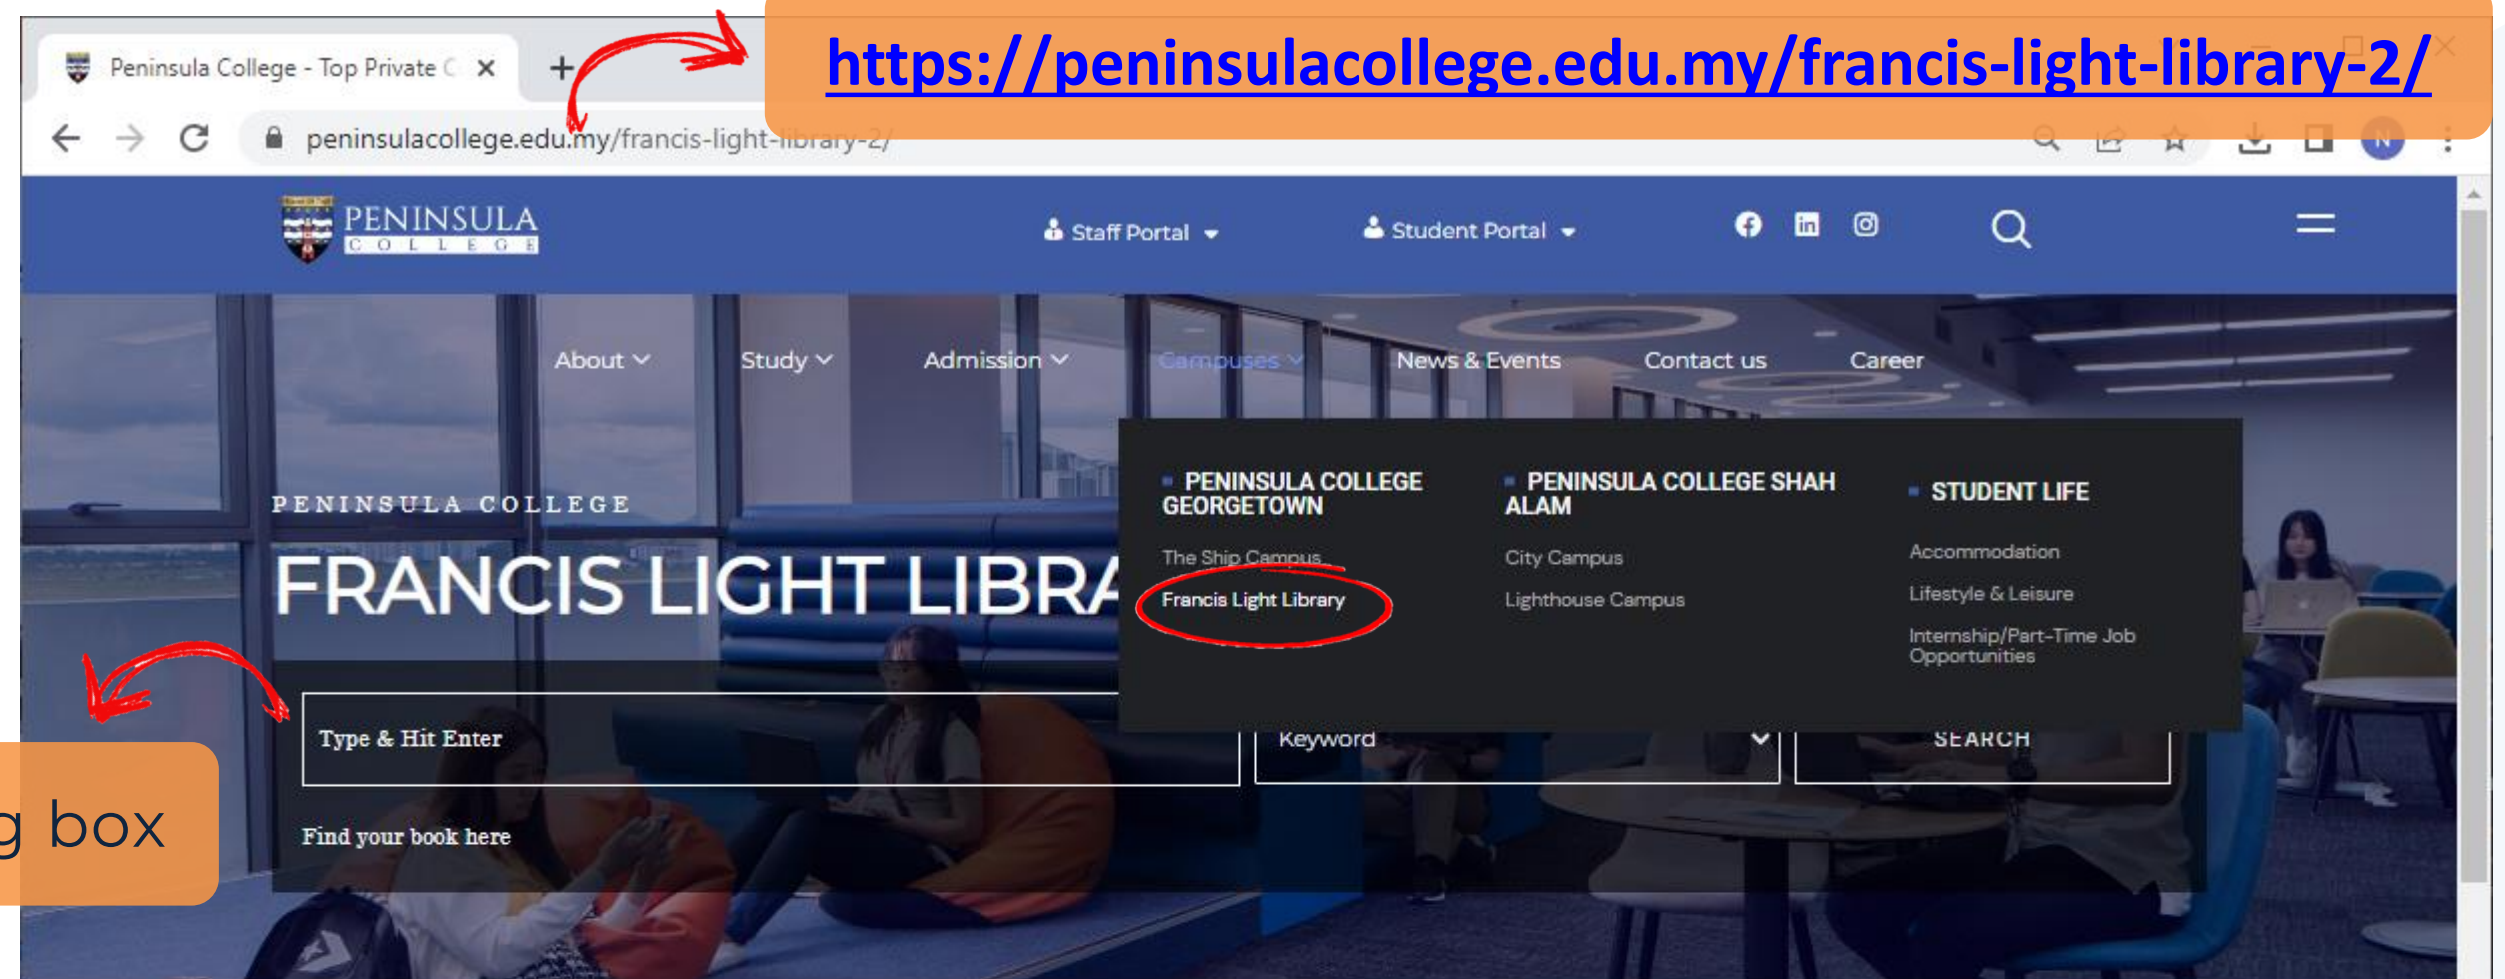 https://peninsulacollege.edu.my/francis-light-library-2/
Peninsula College - Top Private C
peninsulacollege.edu.my/francis-light-library-2/
N
PENINSULA
COLLEGE
Staff Portal
Student Portal
in
About
Study
Admission
Campuses
News & Events
Contact us
Career
PENINSULA COLLEGE
GEORGETOWN
The Ship Campus
Francis Light Library
PENINSULA COLLEGE SHAH
ALAM
City Campus
Lighthouse Campus
STUDENT LIFE
Accommodation
Lifestyle & Leisure
Internship/Part-Time Job
Opportunities
PENINSULA COLLEGE
FRANCIS LIGHT LIBRA
Type & Hit Enter
Keyword
SEARCH
Find your book here
g box